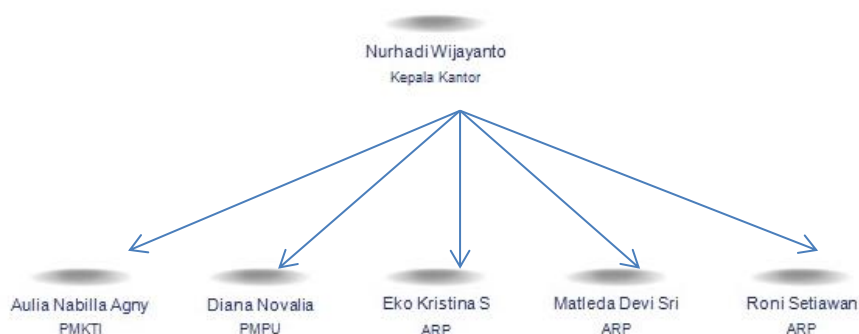 Nurhadi Wijayanto
Kepala Kantor
Aulia Nabilla Agny
PMKTI
Diana Novalia
PMPU
Eko Kristina S
ARP
Matleda Devi Sri
ARP
Roni Setiawan
ARP